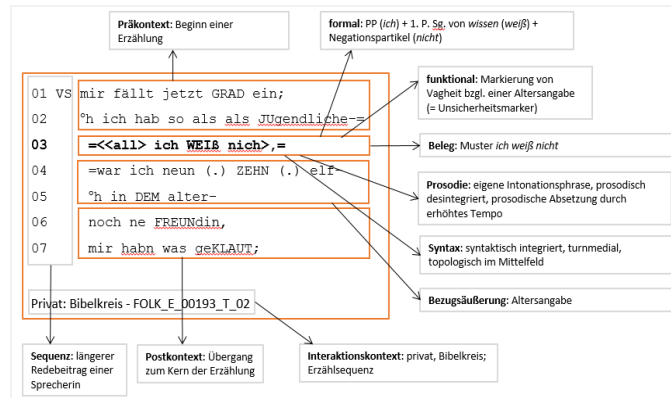 Präkontext: Beginn einer
Erzählung
formal: PP (ich) + 1. P. Sg. von wissen (weiß) +
Negationspartikel (nicht)
funktional: Markierung von
Vagheit bzgl. einer Altersangabe
(= Unsicherheitsmarker)
01 VS mir fällt jetzt GRAD ein;
02 °h ich hab so als als JUgendliche-=
03 =<<all> ich WEIß nich>,=
04 =war ich neun (.) ZEHN (.) elf-
05 °h in DEM alter-
06 noch ne FREUNdin,
07 mir habn was geKLAUT;
Privat: Bibelkreis - FOLK_E_00193_T_02
Beleg: Muster ich weiß nicht
Prosodie: eigene Intonationsphrase, prosodisch
desintegriert, prosodische Absetzung durch
erhöhtes Tempo
Syntax: syntaktisch integriert, turnmedial,
topologisch im Mittelfeld
Bezugsäußerung: Altersangabe
Sequenz: längerer
Redebeitrag einer
Sprecherin
Postkontext: Übergang
zum Kern der Erzählung
Interaktionskontext: privat, Bibelkreis;
Erzählsequenz